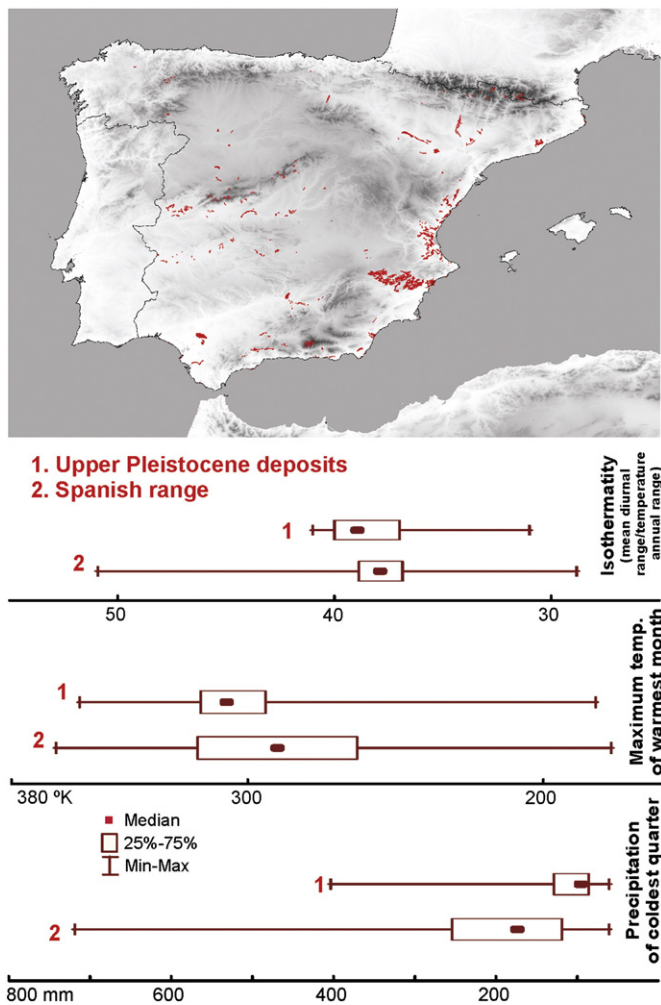 1. Upper Pleistocene deposits
2. Spanish range
1
2
50
40
30
Isothermatity
(mean diurnal
range/temperature
annual range)
1
2
380 ºK
300
200
Maximum temp.
of warmest month
Median
25%-75%
Min-Max
1
2
800 mm
600
400
200
Precipitation
of coldest quarter